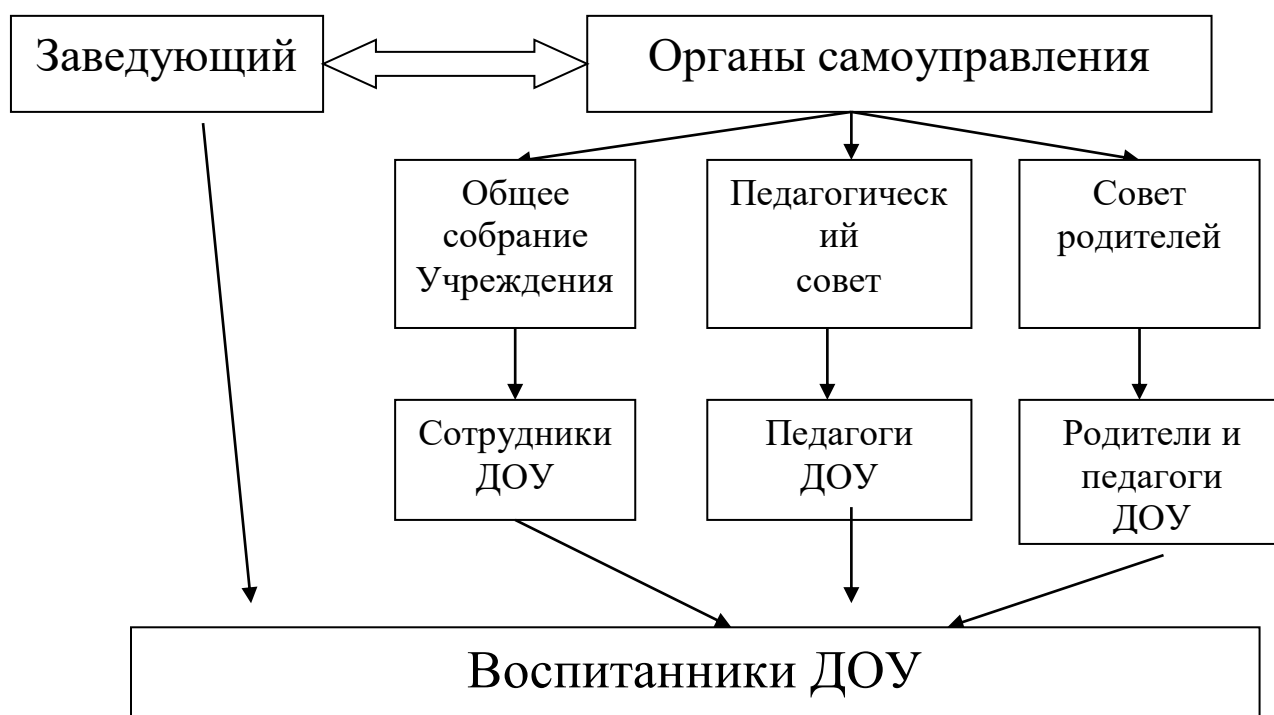 Заведующий
Органы самоуправления
Общее
собрание
Учреждения
Педагогическ
ий
совет
Совет
родителей
Сотрудники
ДОУ
Педагоги
ДОУ
Родители и
педагоги
ДОУ
Воспитанники ДОУ